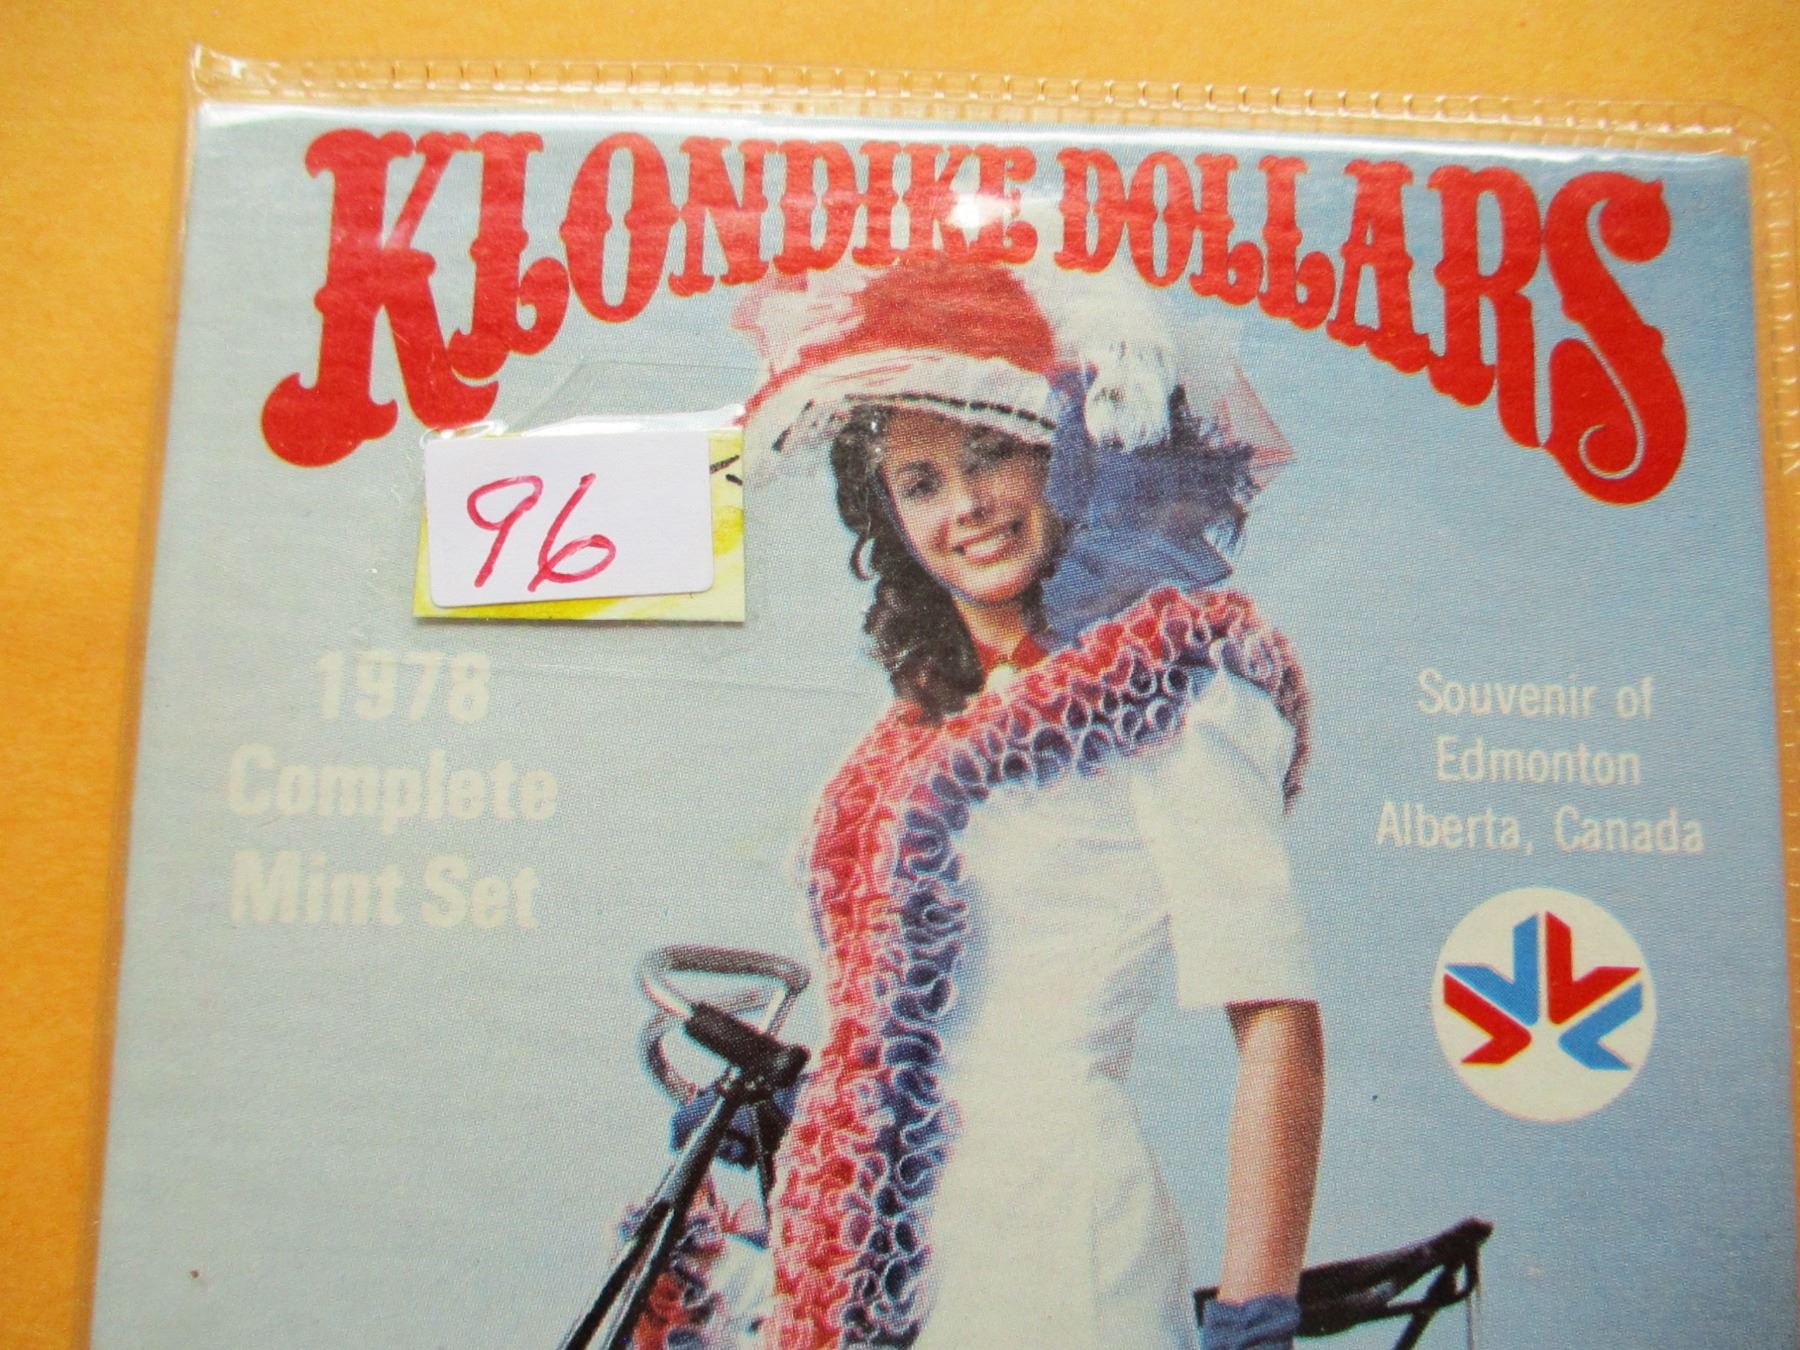 KLONDIKE DOLLARS
96
1978
Complete
Mint Set
Souvenir of
Edmonton
Alberta, Canada